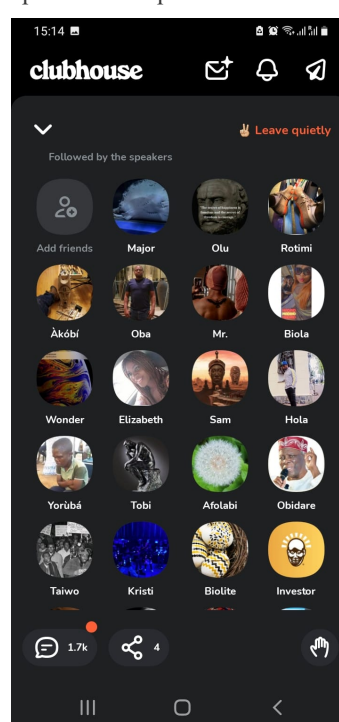 15:14
clubhouse
Leave quietly
Followed by the speakers
Add friends Major Olu Rotimi
Àkóbí Oba Mr. Biola
Wonder Elizabeth Sam Hola
Yorùbá Tobi Afolabi Obidare
Taiwo Kristi Biolite Investor
1.7k 4